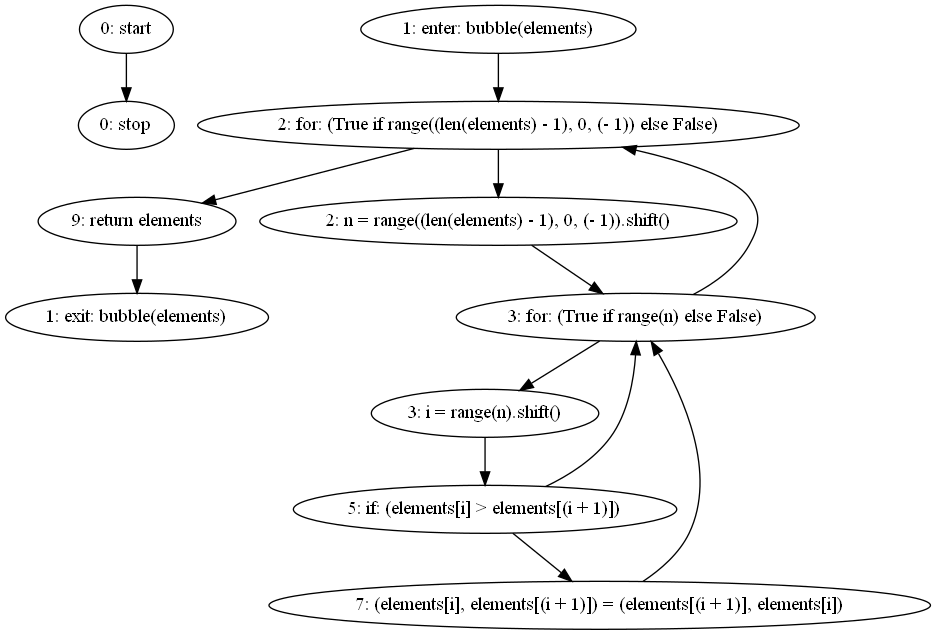 0: start
1: enter: bubble(elements)
0: stop
2: for: (True if range((len(elements) - 1), 0, (- 1)) else False)
9: return elements
2: n = range((len(elements) - 1), 0, (- 1)).shift()
1: exit: bubble(elements)
3: for: (True if range(n) else False)
3: i = range(n).shift()
5: if: (elements[i] > elements[(i + 1)])
7: (elements[i], elements[(i + 1)]) = (elements[(i + 1)], elements[i])